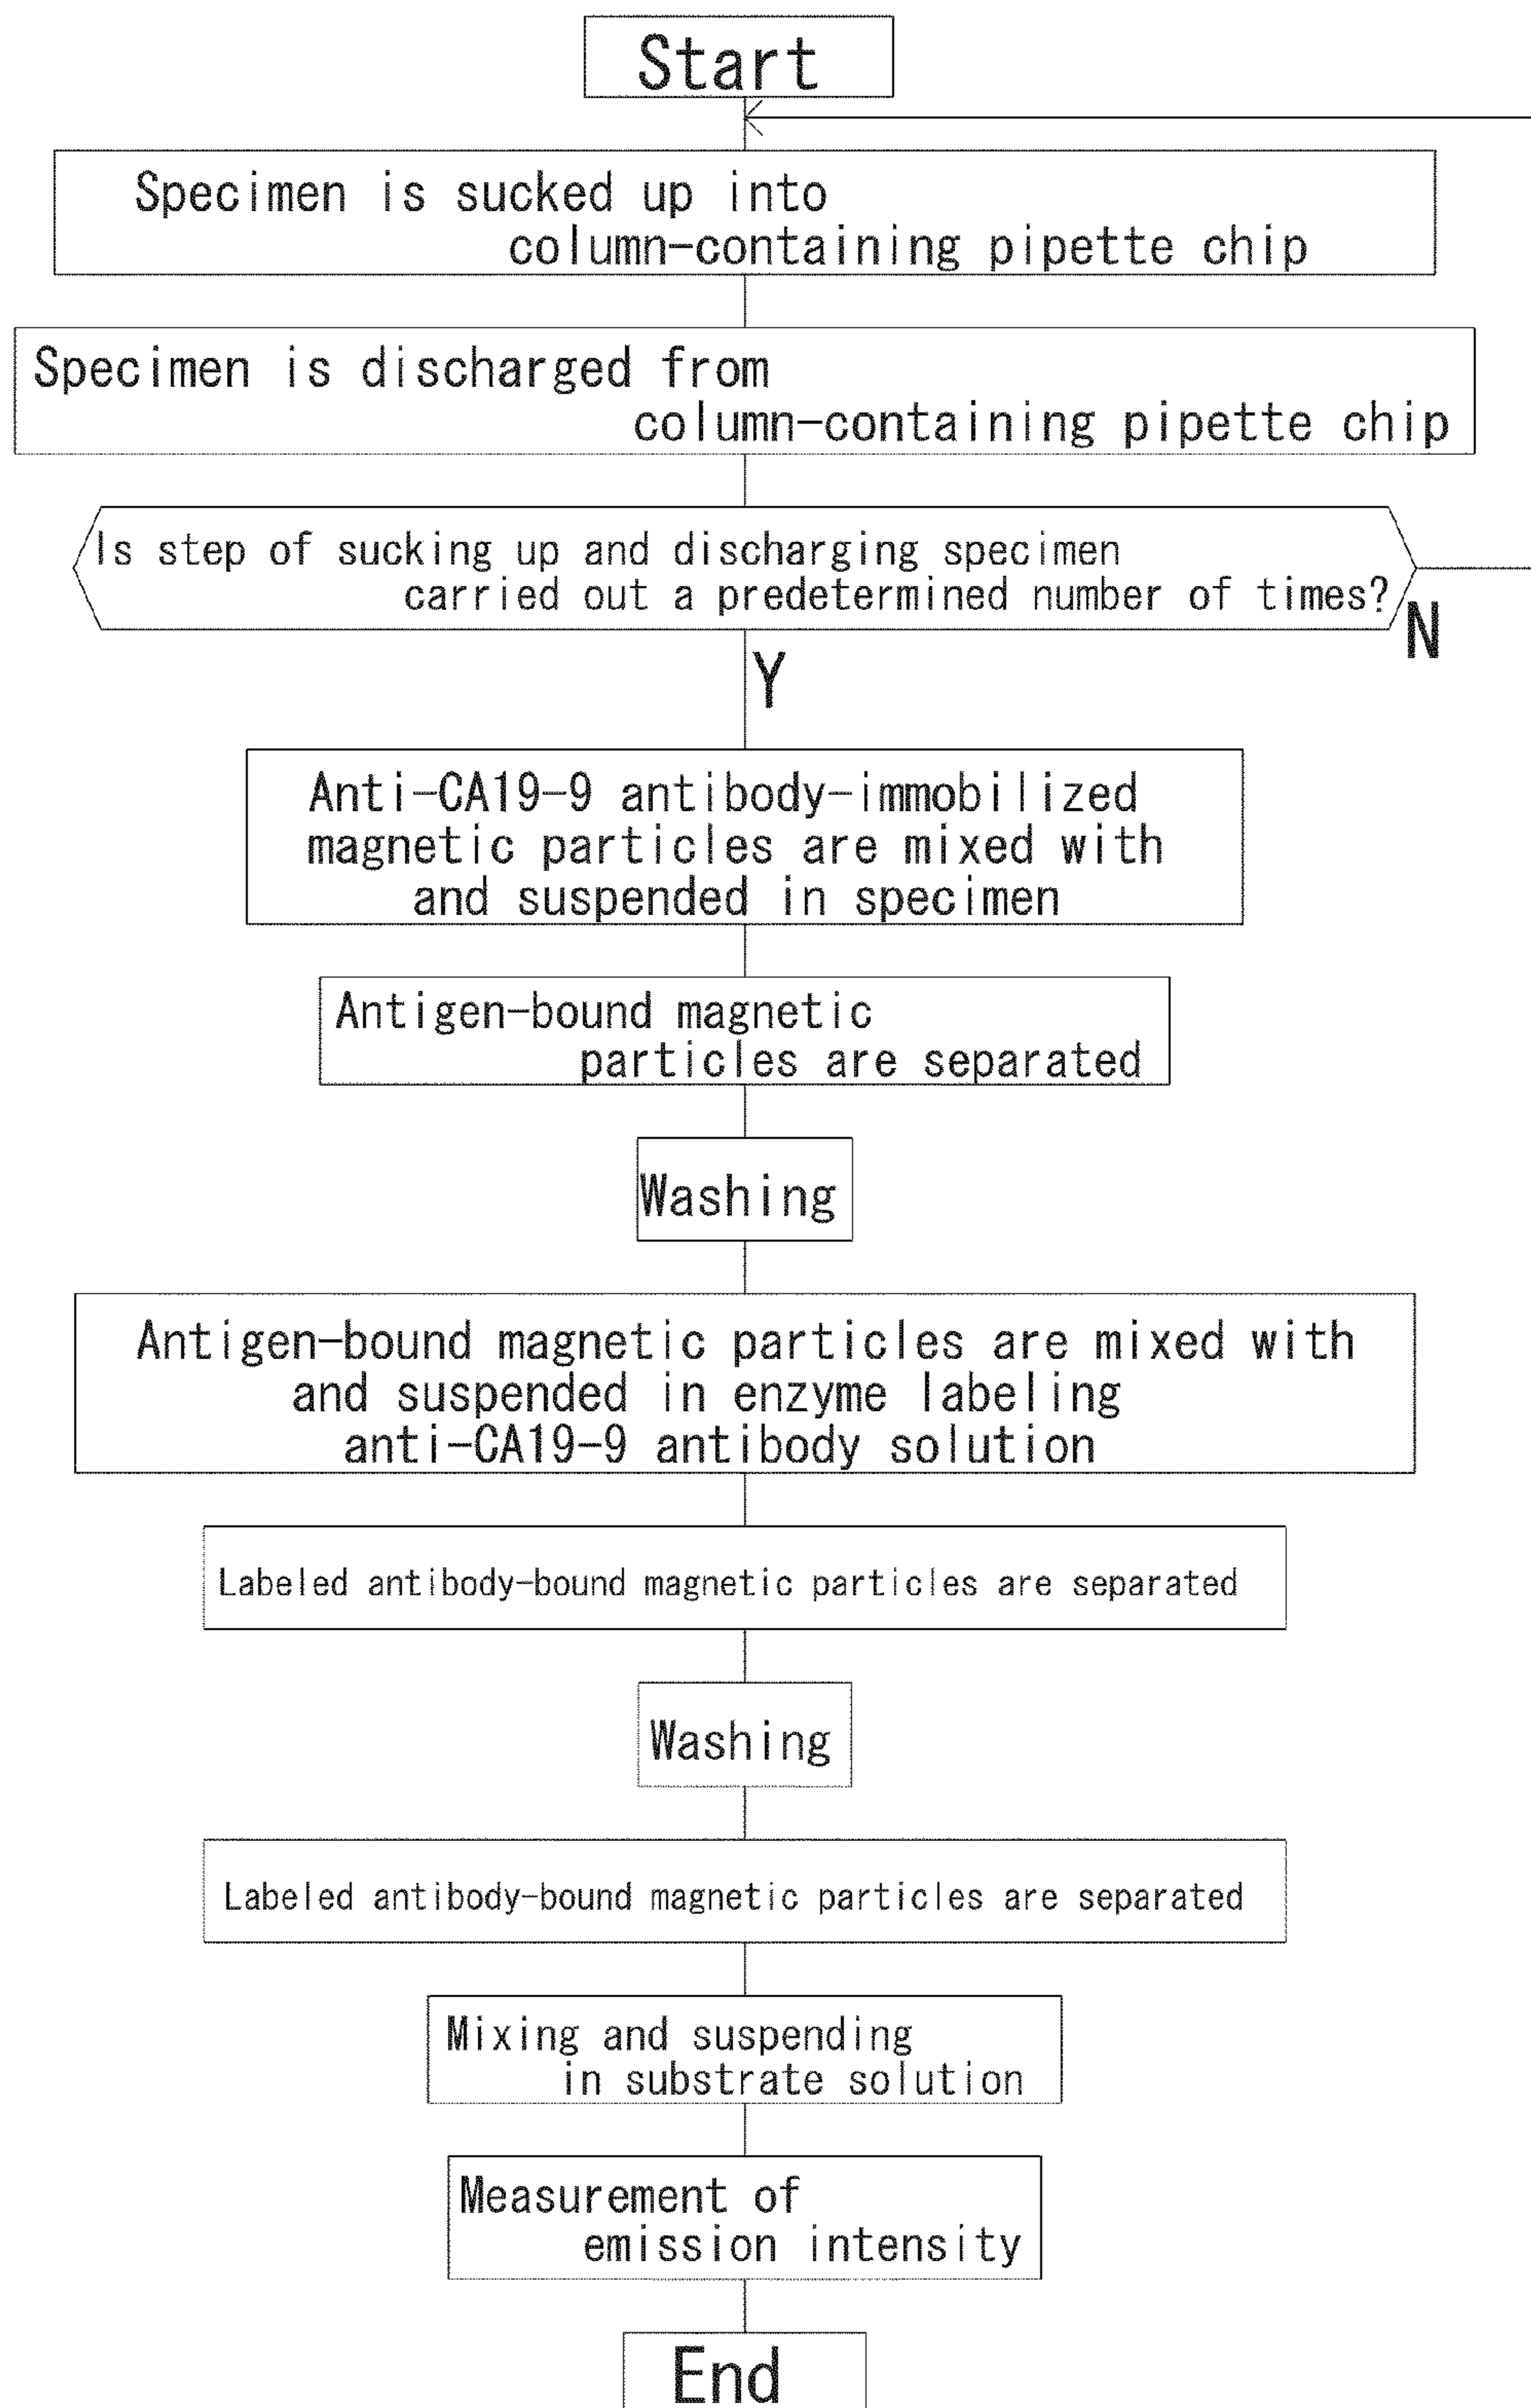 Start
Specimen is sucked up into
column-containing pipette chip
Specimen is discharged from
column-containing pipette chip
Is step of sucking up and discharging specimen
carried out a predetermined number of times?
N
Y
Anti-CA19-9 antibody-immobilized
magnetic particles are mixed with
and suspended in specimen
Antigen-bound magnetic
particles are separated
Washing
Antigen-bound magnetic particles are mixed with
and suspended in enzyme labeling
anti-CA19-9 antibody solution
Labeled antibody-bound magnetic particles are separated
Washing
Labeled antibody-bound magnetic particles are separated
Mixing and suspending
in substrate solution
Measurement of
emission intensity
End